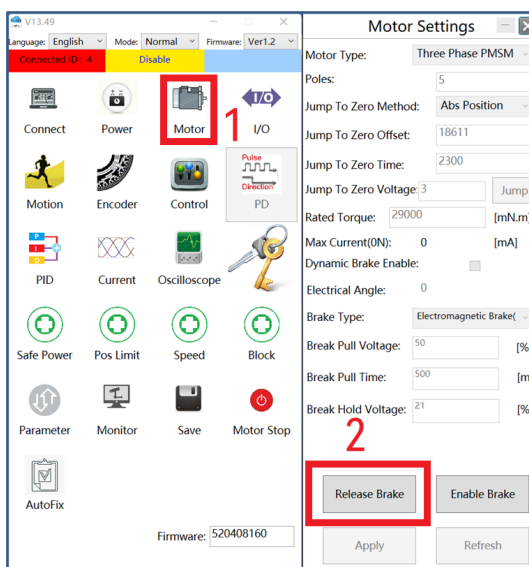 V13.49
Language: English Mode: Normal Firmware: Ver1.2
Connected ID: 4 Disable
Connect Power Motor 1 I/O I/O
Motion Encoder Control Pulse Direction PD
P I D PID Current Oscilloscope
Safe Power Pos Limit Speed Block
Parameter Monitor Save Motor Stop
AutoFix
Firmware: 520408160
Motor Settings
Motor Type: Three Phase PMSM
Poles: 5
Jump To Zero Method: Abs Position
Jump To Zero Offset: 18611
Jump To Zero Time: 2300
Jump To Zero Voltage: 3 Jump
Rated Torque: 29000 [mN.m]
Max Current(0N): 0 [mA]
Dynamic Brake Enable:
Electrical Angle: 0
Brake Type: Electromagnetic Brake(
Break Pull Voltage: 50 [%
Break Pull Time: 500 [m
Break Hold Voltage: 21 [%
2
Release Brake Enable Brake
Apply Refresh